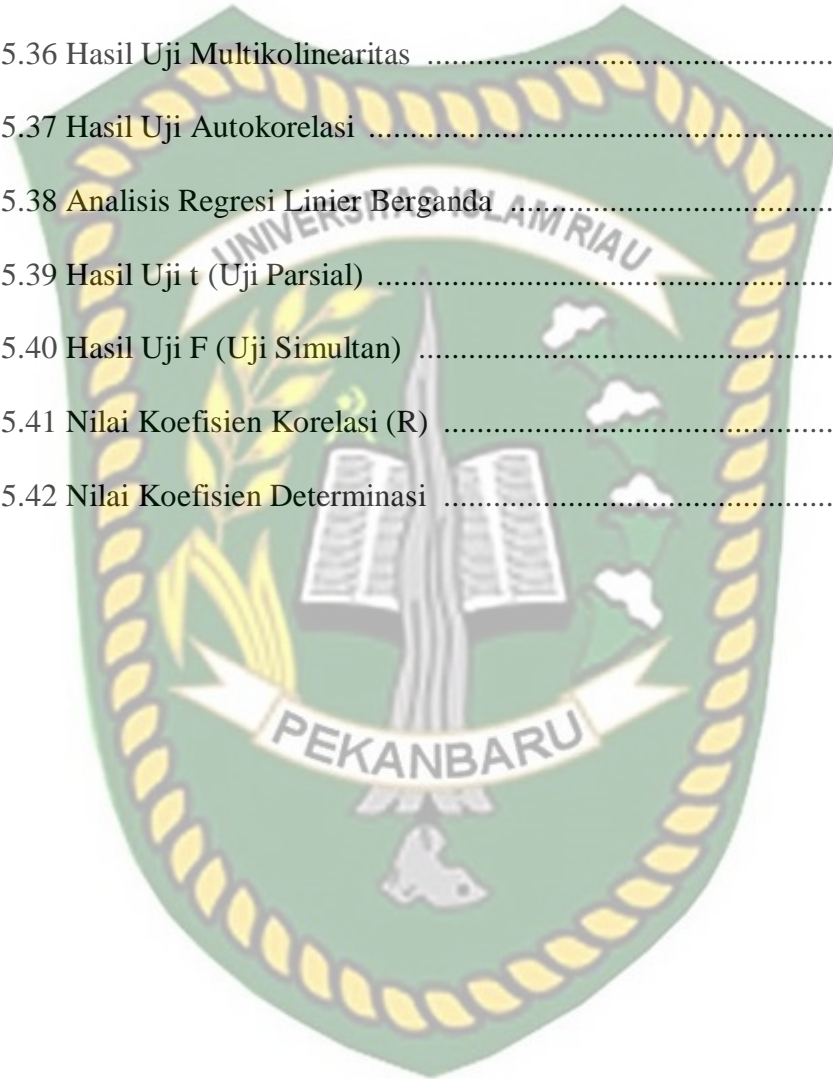 5.36 Hasil Uji Multikolinearitas ................................................
5.37 Hasil Uji Autokorelasi ........................................................
5.38 Analisis Regresi Linier Berganda .....................................
UNIVERSITAS ISLAM RIAU
5.39 Hasil Uji t (Uji Parsial) .......................................................
5.40 Hasil Uji F (Uji Simultan) .................................................
5.41 Nilai Koefisien Korelasi (R) ..............................................
5.42 Nilai Koefisien Determinasi ...........................................
PEKANBARU